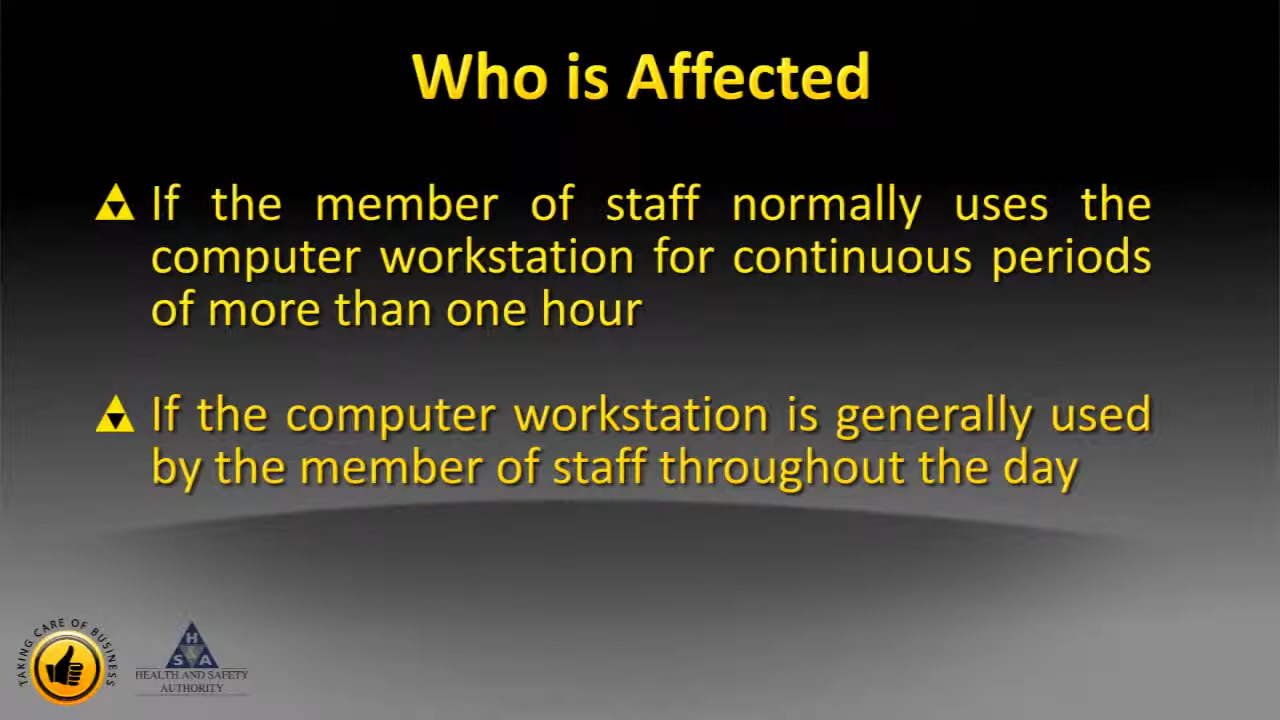 Who is Affected
If the member of staff normally uses the
computer workstation for continuous periods
of more than one hour
If the computer workstation is generally used
by the member of staff throughout the day
TAKING CARE OF BUSINESS
H
S A
HEALTH AND SAFETY
AUTHORITY